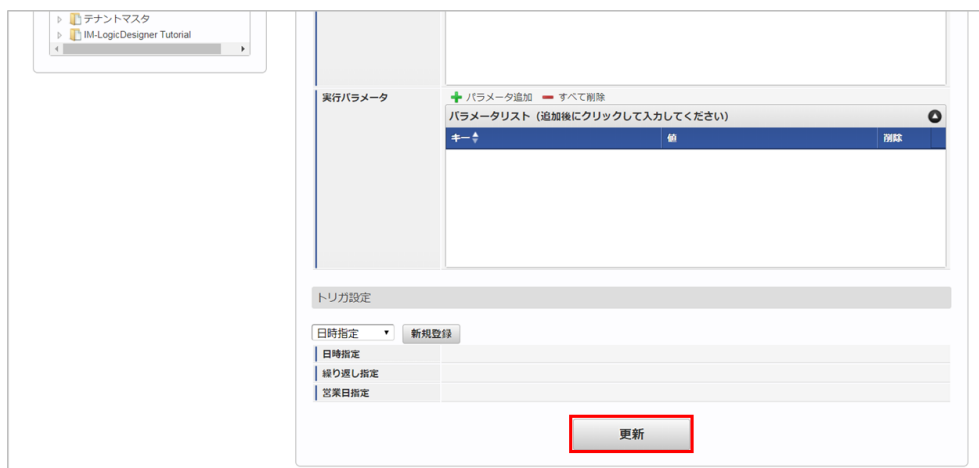 テナントマスタ
IM-LogicDesigner Tutorial
実行パラメータ
パラメータ追加 すべて削除
パラメータリスト（追加後にクリックして入力してください）
キー 値 削除
トリガ設定
日時指定 新規登録
日時指定
繰り返し指定
営業日指定
更新